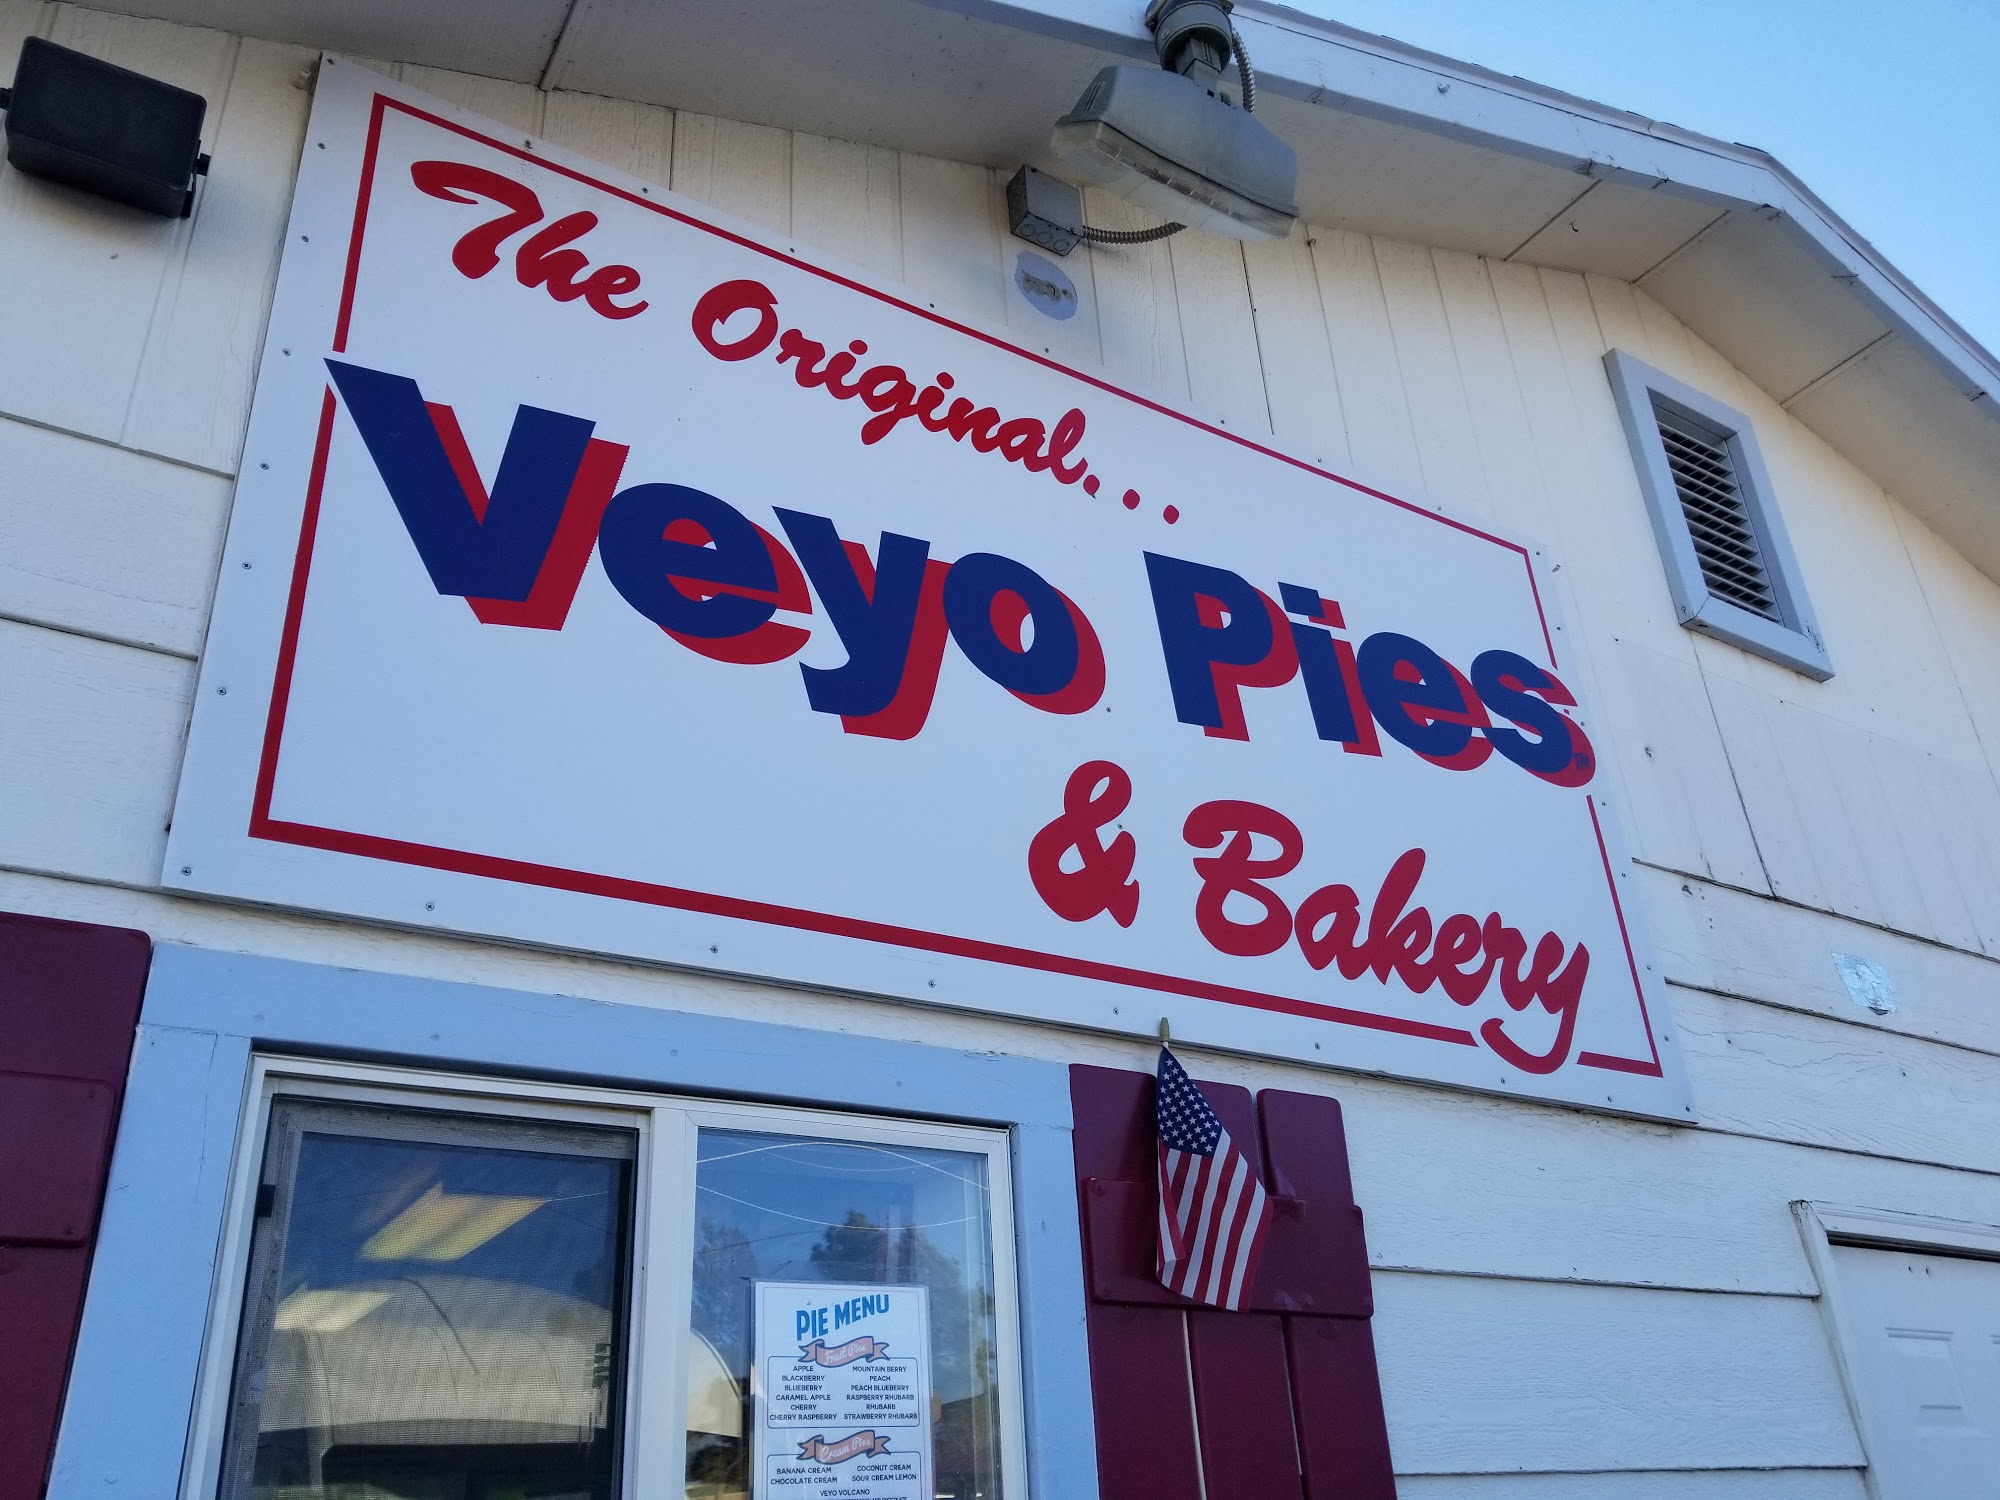 The Original...
Veyo Pies™
& Bakery
PIE MENU
Fruit Pies
APPLE
BLACKBERRY
BLUEBERRY
CARAMEL APPLE
CHERRY
CHERRY RASPBERRY
MOUNTAIN BERRY
PEACH
PEACH BLUEBERRY
RASPBERRY RHUBARB
RHUBARB
STRAWBERRY RHUBARB
Cream Pies
BANANA CREAM
CHOCOLATE CREAM
COCONUT CREAM
SOUR CREAM LEMON
VEYO VOLCANO